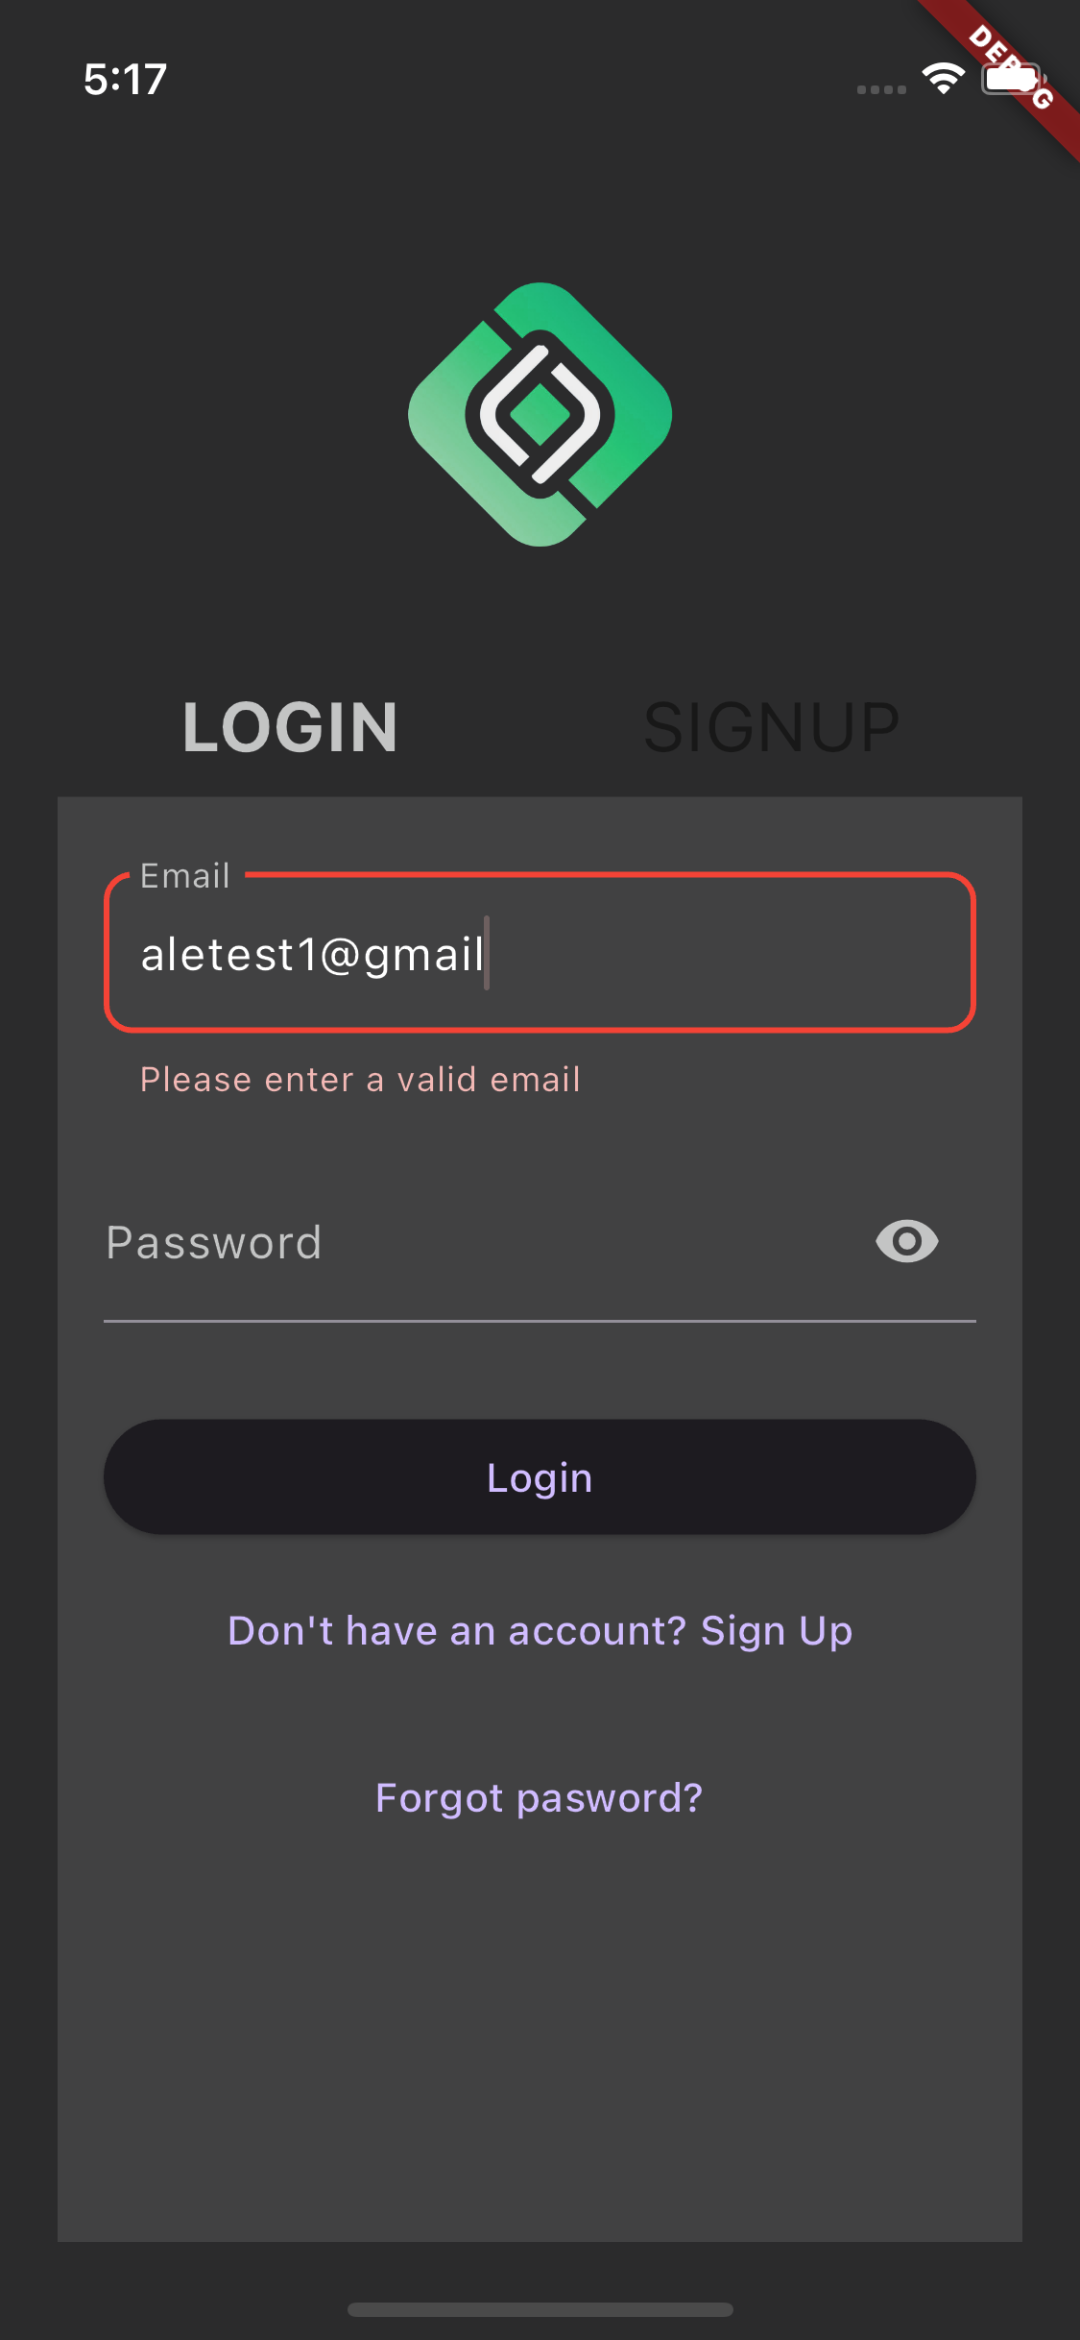 5:17
DEBUG
LOGIN
SIGNUP
Email
aletest1@gmail
Please enter a valid email
Password
Login
Don't have an account? Sign Up
Forgot pasword?